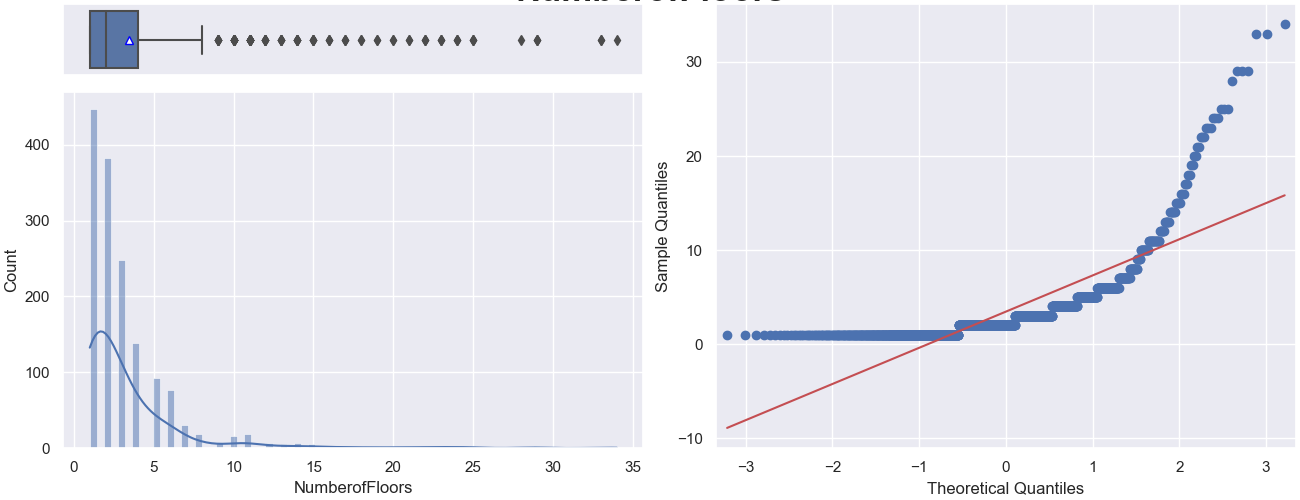 NumberofFloors
Count
400
300
200
100
0
0 5 10 15 20 25 30 35
NumberofFloors
Sample Quantiles
30
20
10
0
−10
−3 −2 −1 0 1 2 3
Theoretical Quantiles